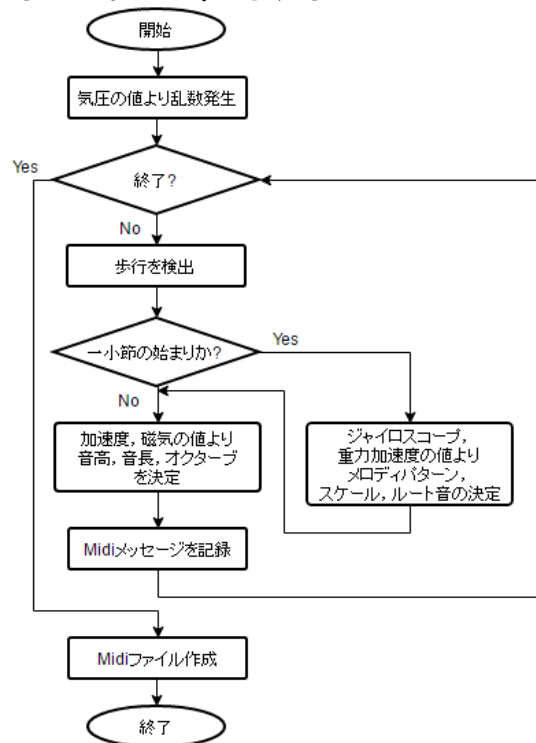 開始
気圧の値より乱数発生
Yes
終了?
No
歩行を検出
一小節の始まりか?
Yes
No
加速度, 磁気の値より
音高, 音長, オクターブ
を決定
ジャイロスコープ,
重力加速度の値より
メロディパターン,
スケール, ルート音の決定
Midiメッセージを記録
Midiファイル作成
終了